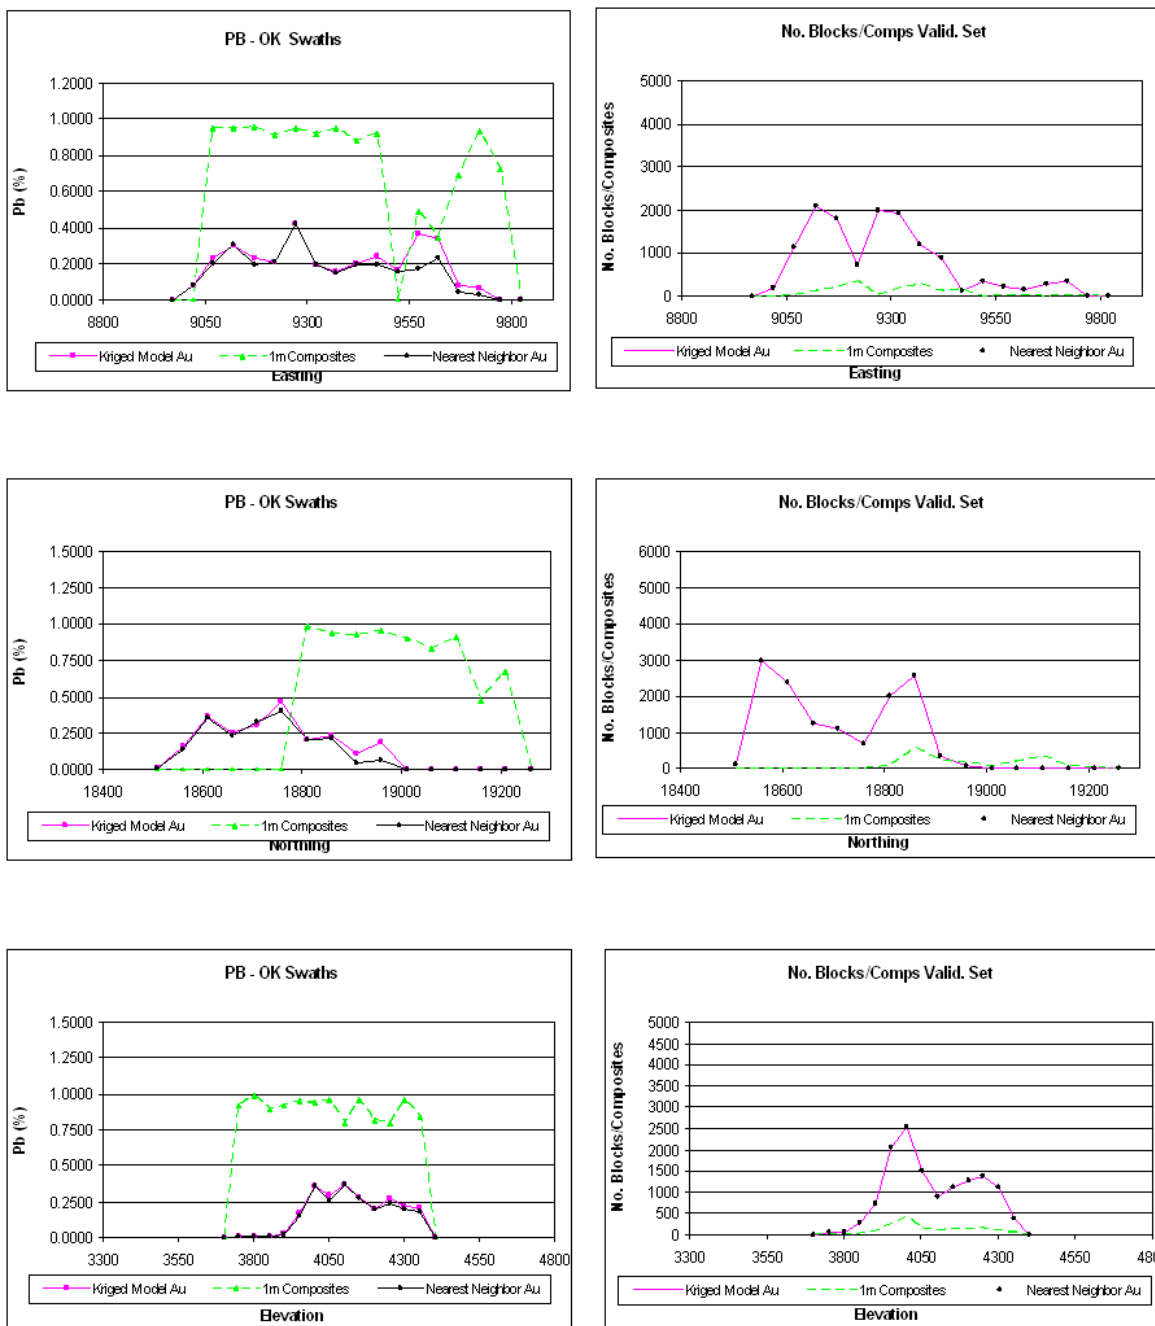 PB - OK  Swaths
Pb (%)
1.2000
1.0000
0.8000
0.6000
0.4000
0.2000
0.0000
8800 9050 9300 9550 9800
Kriged Model Au 1m Composites Nearest Neighbor Au
Easting
No. Blocks/Comps Valid. Set
No. Blocks/Composites
5000
4000
3000
2000
1000
0
8800 9050 9300 9550 9800
Kriged Model Au 1m Composites Nearest Neighbor Au
Easting
PB - OK Swaths
Pb (%)
1.5000
1.2500
1.0000
0.7500
0.5000
0.2500
0.0000
18400 18600 18800 19000 19200
Kriged Model Au 1m Composites Nearest Neighbor Au
Northing
No. Blocks/Comps Valid. Set
No. Blocks/Composites
6000
5000
4000
3000
2000
1000
0
18400 18600 18800 19000 19200
Kriged Model Au 1m Composites Nearest Neighbor Au
Northing
PB - OK Swaths
Pb (%)
1.5000
1.2500
1.0000
0.7500
0.5000
0.2500
0.0000
3300 3550 3800 4050 4300 4550 4800
Kriged Model Au 1m Composites Nearest Neighbor Au
Elevation
No. Blocks/Comps Valid. Set
No. Blocks/Composites
5000
4500
4000
3500
3000
2500
2000
1500
1000
500
0
3300 3550 3800 4050 4300 4550 480
Kriged Model Au 1m Composites Nearest Neighbor Au
Elevation